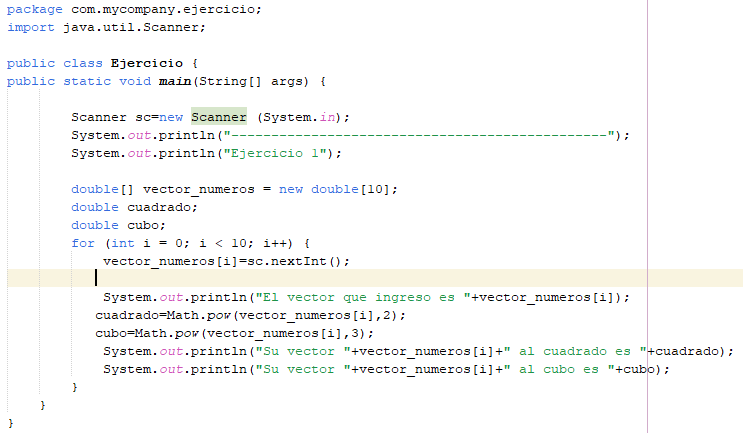 package com.mycompany.ejercicio;
import java.util.Scanner;
public class Ejercicio {
public static void main(String[] args) {
Scanner sc=new Scanner (System.in);
System.out.println("-----------------------------------------------");
System.out.println("Ejercicio 1");
double[] vector_numeros = new double[10];
double cuadrado;
double cubo;
for (int i = 0; i < 10; i++) {
vector_numeros[i]=sc.nextInt();
System.out.println("El vector que ingreso es "+vector_numeros[i]);
cuadrado=Math.pow(vector_numeros[i],2);
cubo=Math.pow(vector_numeros[i],3);
System.out.println("Su vector "+vector_numeros[i]+" al cuadrado es "+cuadrado);
System.out.println("Su vector "+vector_numeros[i]+" al cubo es "+cubo);
}
}
}